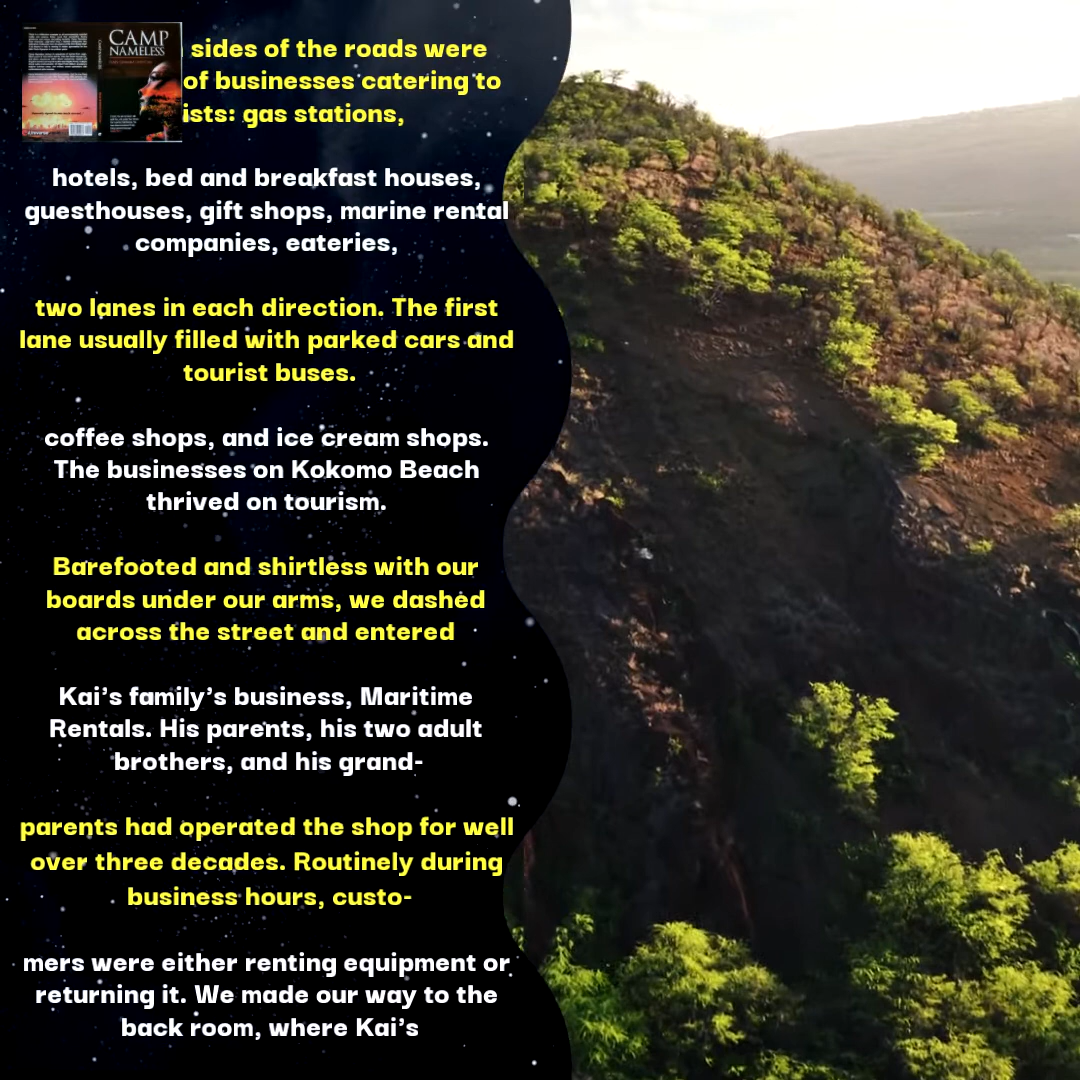 CAMP
NAMELESS
sides of the roads were
of businesses catering to
ists: gas stations,
hotels, bed and breakfast houses,
guesthouses, gift shops, marine rental
companies, eateries,
two lanes in each direction. The first
lane usually filled with parked cars and
tourist buses.
coffee shops, and ice cream shops.
The businesses on Kokomo Beach
thrived on tourism.
Barefooted and shirtless with our
boards under our arms, we dashed
across the street and entered
Kai’s family’s business, Maritime
Rentals. His parents, his two adult
brothers, and his grand-
parents had operated the shop for well
over three decades. Routinely during
business hours, custo-
mers were either renting equipment or
returning it. We made our way to the
back room, where Kai’s